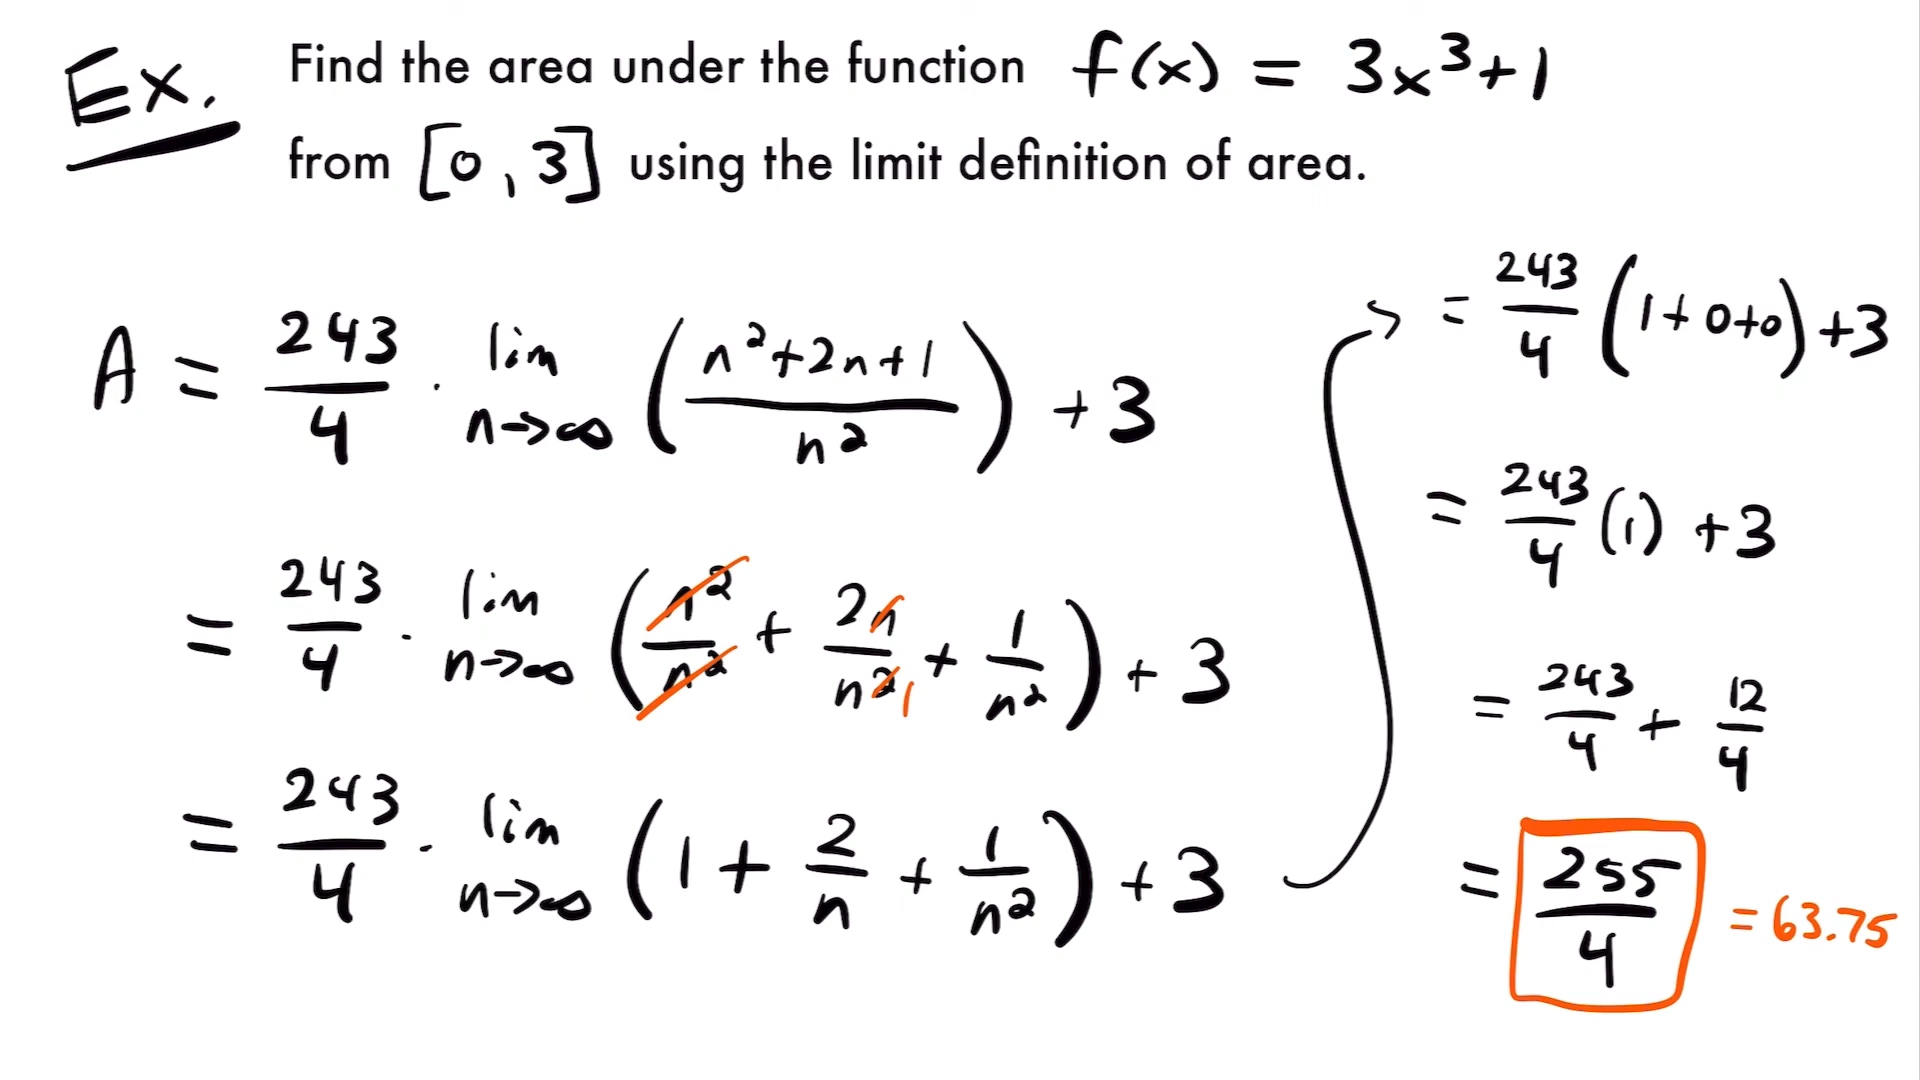 Ex. Find the area under the function f(x) = 3x³+1
from [0, 3] using the limit definition of area.
A = 243/4 · lim n→∞ ((n²+2n+1)/n²) + 3
= 243/4 · lim n→∞ (n²/n² + 2n/n² 1 + 1/n²) + 3
= 243/4 · lim n→∞ (1 + 2/n + 1/n²) + 3
= 243/4 (1+0+0) + 3
= 243/4 (1) + 3
= 243/4 + 12/4
= 255/4 = 63.75